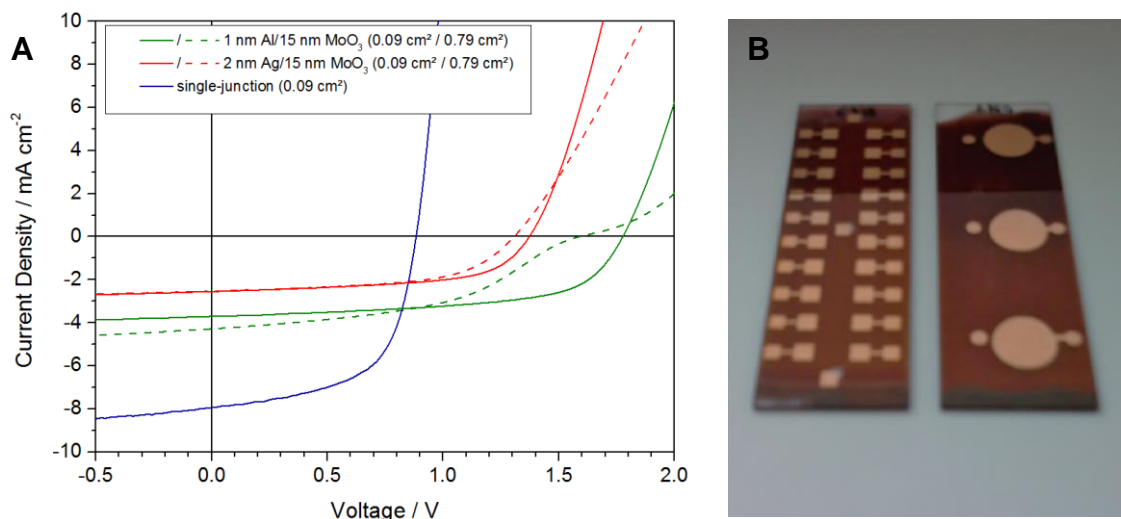 A
/ 1 nm Al/15 nm MoO₃ (0.09 cm² / 0.79 cm²)
/ 2 nm Ag/15 nm MoO₃ (0.09 cm² / 0.79 cm²)
single-junction (0.09 cm²)
Current Density / mA cm⁻²
10
8
6
4
2
0
-2
-4
-6
-8
-10
-0.5 0.0 0.5 1.0 1.5 2.0
Voltage / V
B